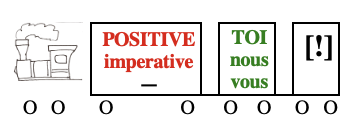 POSITIVE
imperative
–
TOI
nous
vous
[!]
O O O O O O O O